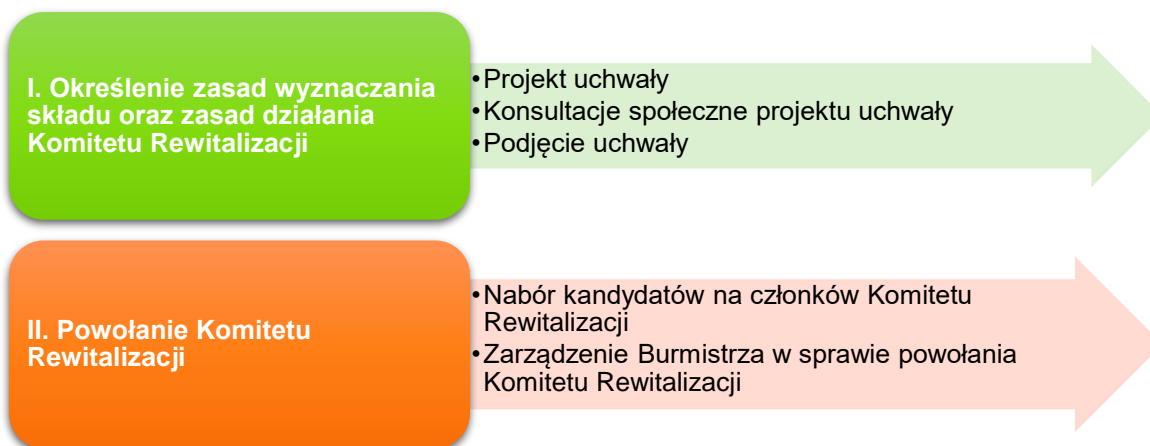 I. Określenie zasad wyznaczania
składu oraz zasad działania
Komitetu Rewitalizacji
•Projekt uchwały
•Konsultacje społeczne projektu uchwały
•Podjęcie uchwały
II. Powołanie Komitetu
Rewitalizacji
•Nabór kandydatów na członków Komitetu
Rewitalizacji
•Zarządzenie Burmistrza w sprawie powołania
Komitetu Rewitalizacji